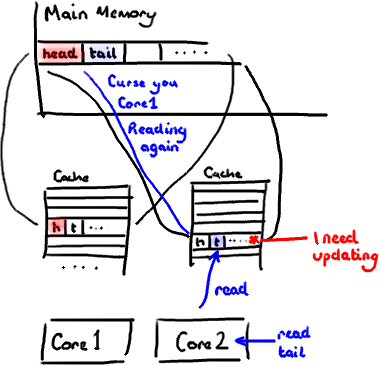 Main Memory
head tail ....
Curse you
Core1
Reading
again
Cache
Cache
h t ...
h t ... *
I need
updating
....
read
Core 1
Core 2
read
tail